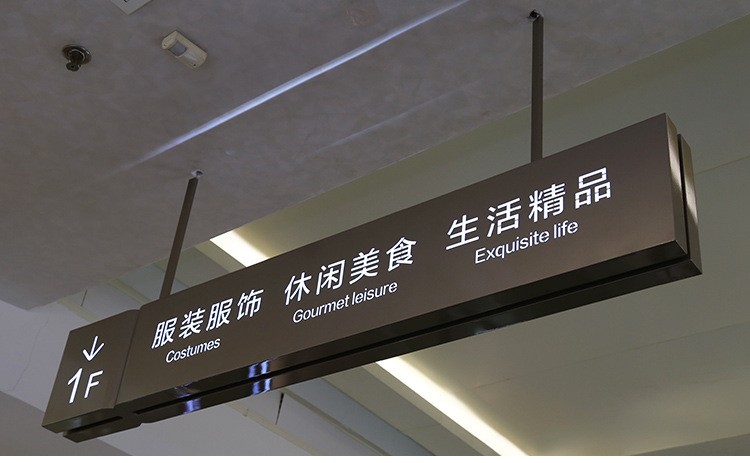 ↓
1F
服装服饰
Costumes
休闲美食
Gourmet leisure
生活精品
Exquisite life